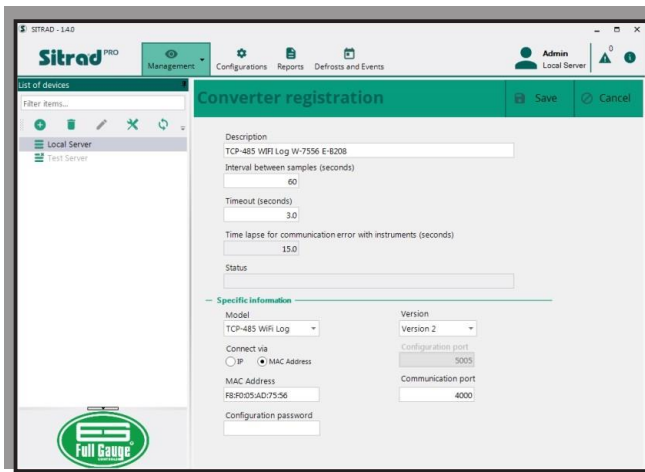 SITRAD - 1.4.0
Sitrad PRO
Management
Configurations
Reports
Defrosts and Events
Admin
Local Server
0
List of devices
Filter items...
Local Server
Test Server
Converter registration
Save
Cancel
Description
TCP-485 WIFI Log W-7556 E-B208
Interval between samples (seconds)
60
Timeout (seconds)
3.0
Time lapse for communication error with instruments (seconds)
15.0
Status
Specific information
Model
Version
TCP-485 WiFi Log
Version 2
Connect via
Configuration port
IP
MAC Address
5005
MAC Address
Communication port
F8:F0:05:AD:75:56
4000
Configuration password
Full Gauge